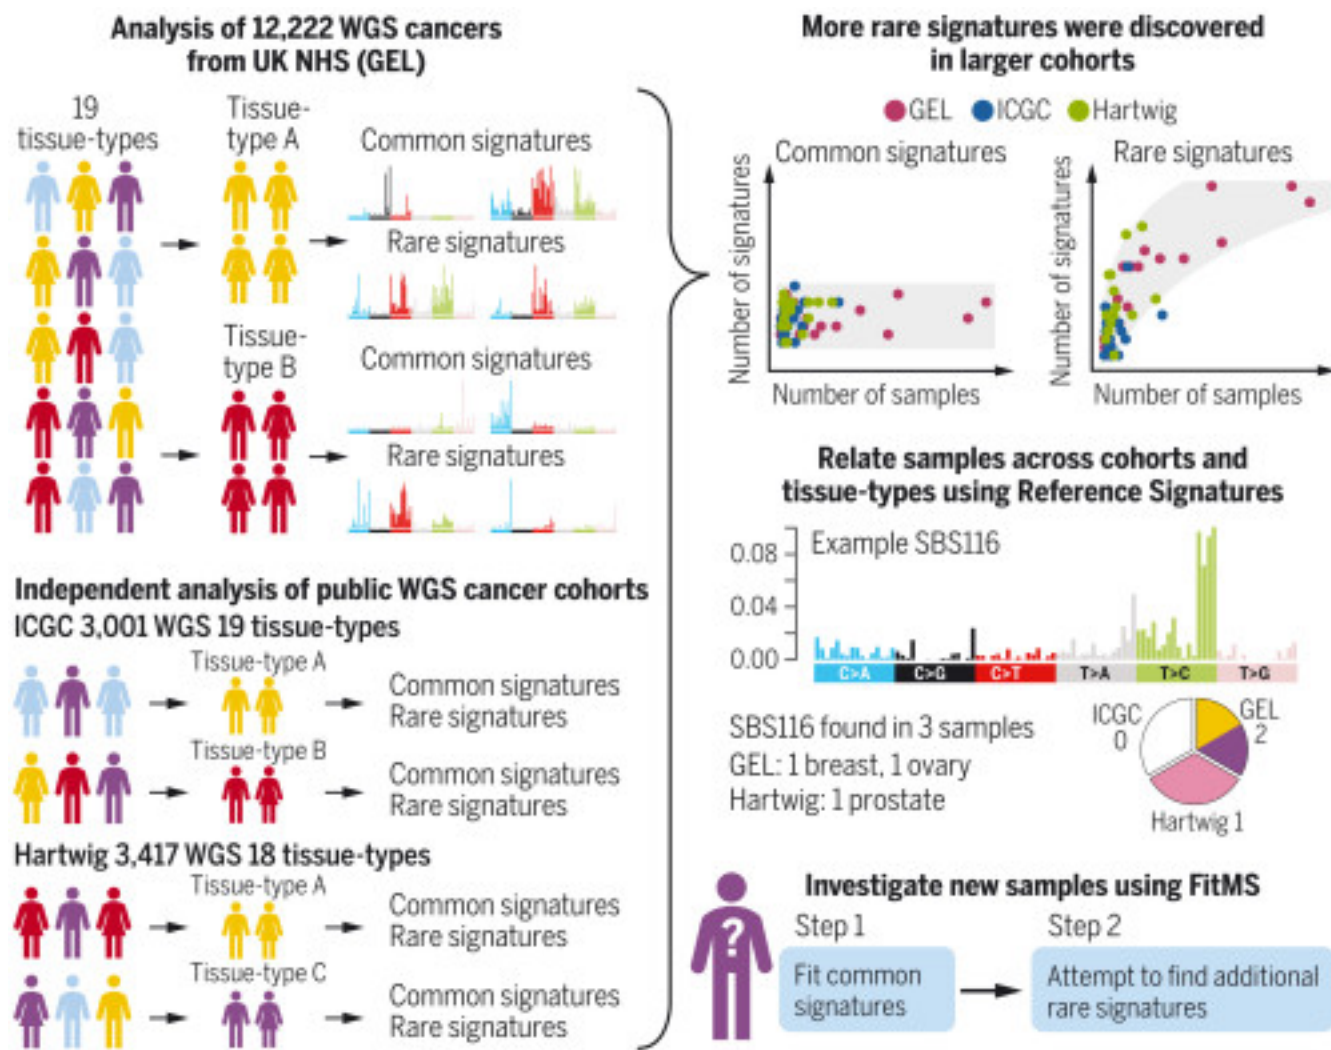 Analysis of 12,222 WGS cancers
from UK NHS (GEL)
19
tissue-types
Tissue-
type A
Common signatures
Rare signatures
Tissue-
type B
Common signatures
Rare signatures
Independent analysis of public WGS cancer cohorts
ICGC 3,001 WGS 19 tissue-types
Tissue-type A
Common signatures
Rare signatures
Tissue-type B
Common signatures
Rare signatures
Hartwig 3,417 WGS 18 tissue-types
Tissue-type A
Common signatures
Rare signatures
Tissue-type C
Common signatures
Rare signatures
More rare signatures were discovered
in larger cohorts
GEL ICGC Hartwig
Common signatures
Number of signatures
Number of samples
Rare signatures
Number of signatures
Number of samples
Relate samples across cohorts and
tissue-types using Reference Signatures
Example SBS116
0.08
0.04
0.00
C>A C>G C>T T>A T>C T>G
SBS116 found in 3 samples
GEL: 1 breast, 1 ovary
Hartwig: 1 prostate
ICGC
0
GEL
2
Hartwig 1
Investigate new samples using FitMS
?
Step 1
Fit common
signatures
Step 2
Attempt to find additional
rare signatures